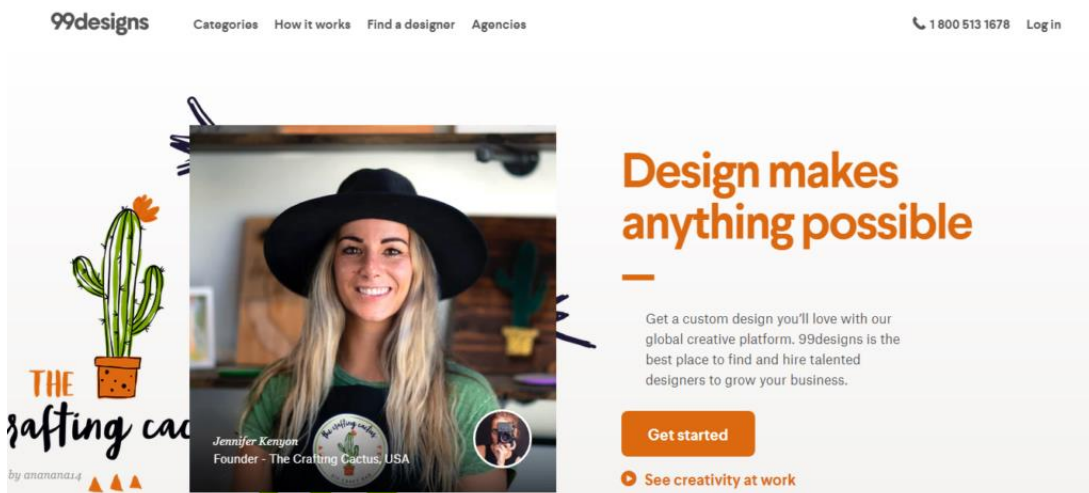 99designs
Categories How it works Find a designer Agencies
1 800 513 1678 Log in
Design makes
anything possible
Get a custom design you'll love with our
global creative platform. 99designs is the
best place to find and hire talented
designers to grow your business.
Get started
See creativity at work
THE
rafting cac
by ananana14
the crafting cactus
Jennifer Kenyon
Founder - The Crafting Cactus, USA